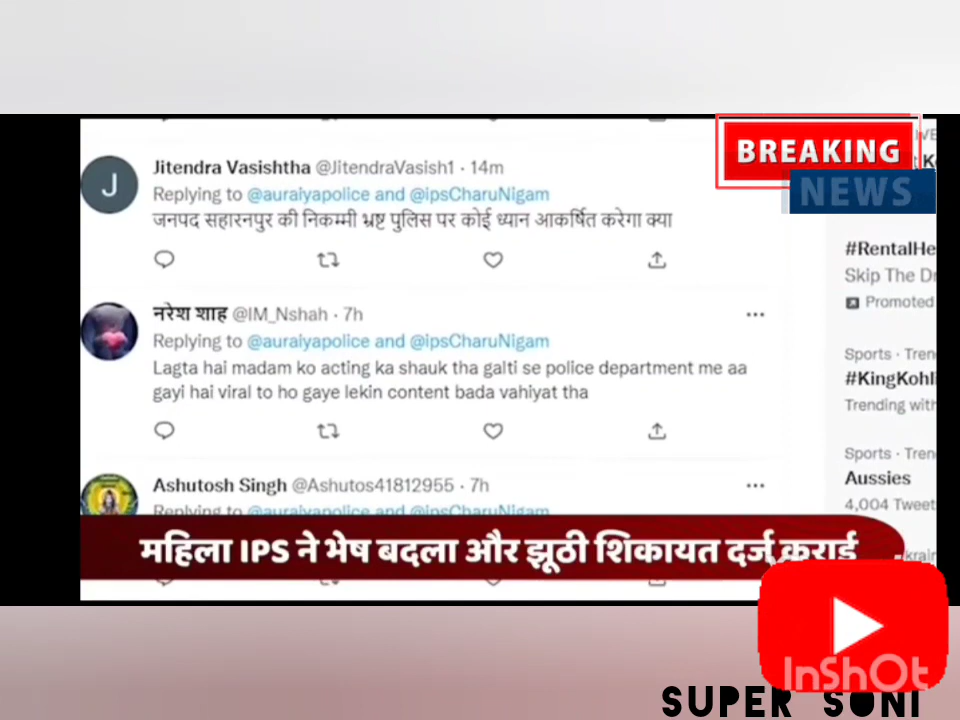 BREAKING
NEWS
Jitendra Vasishtha @JitendraVasish1 · 14m
Replying to @auraiyapolice and @ipsCharuNigam
जनपद सहारनपुर की निकम्मी भ्रष्ट पुलिस पर कोई ध्यान आकर्षित करेगा क्या
नरेश शाह @IM_Nshah · 7h
Replying to @auraiyapolice and @ipsCharuNigam
Lagta hai madam ko acting ka shauk tha galti se police department me aa
gayi hai viral to ho gaye lekin content bada vahiyat tha
Ashutosh Singh @Ashutos41812955 · 7h
Replying to @auraiyapolice and @ipsCharuNigam
#RentalHe
Skip The Dr
Promoted
Sports · Tren
#KingKohli
Trending with
Sports · Tren
Aussies
4,004 Tweet
महिला IPS ने भेष बदला और झूठी शिकायत दर्ज कराई
InShOt
SUPER SONI